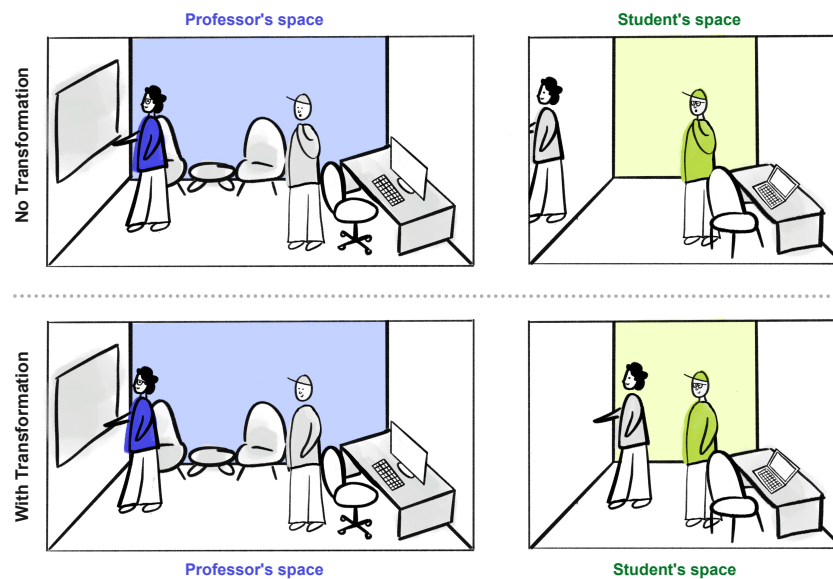 Professor's space
Student's space
No Transformation
With Transformation
Professor's space
Student's space